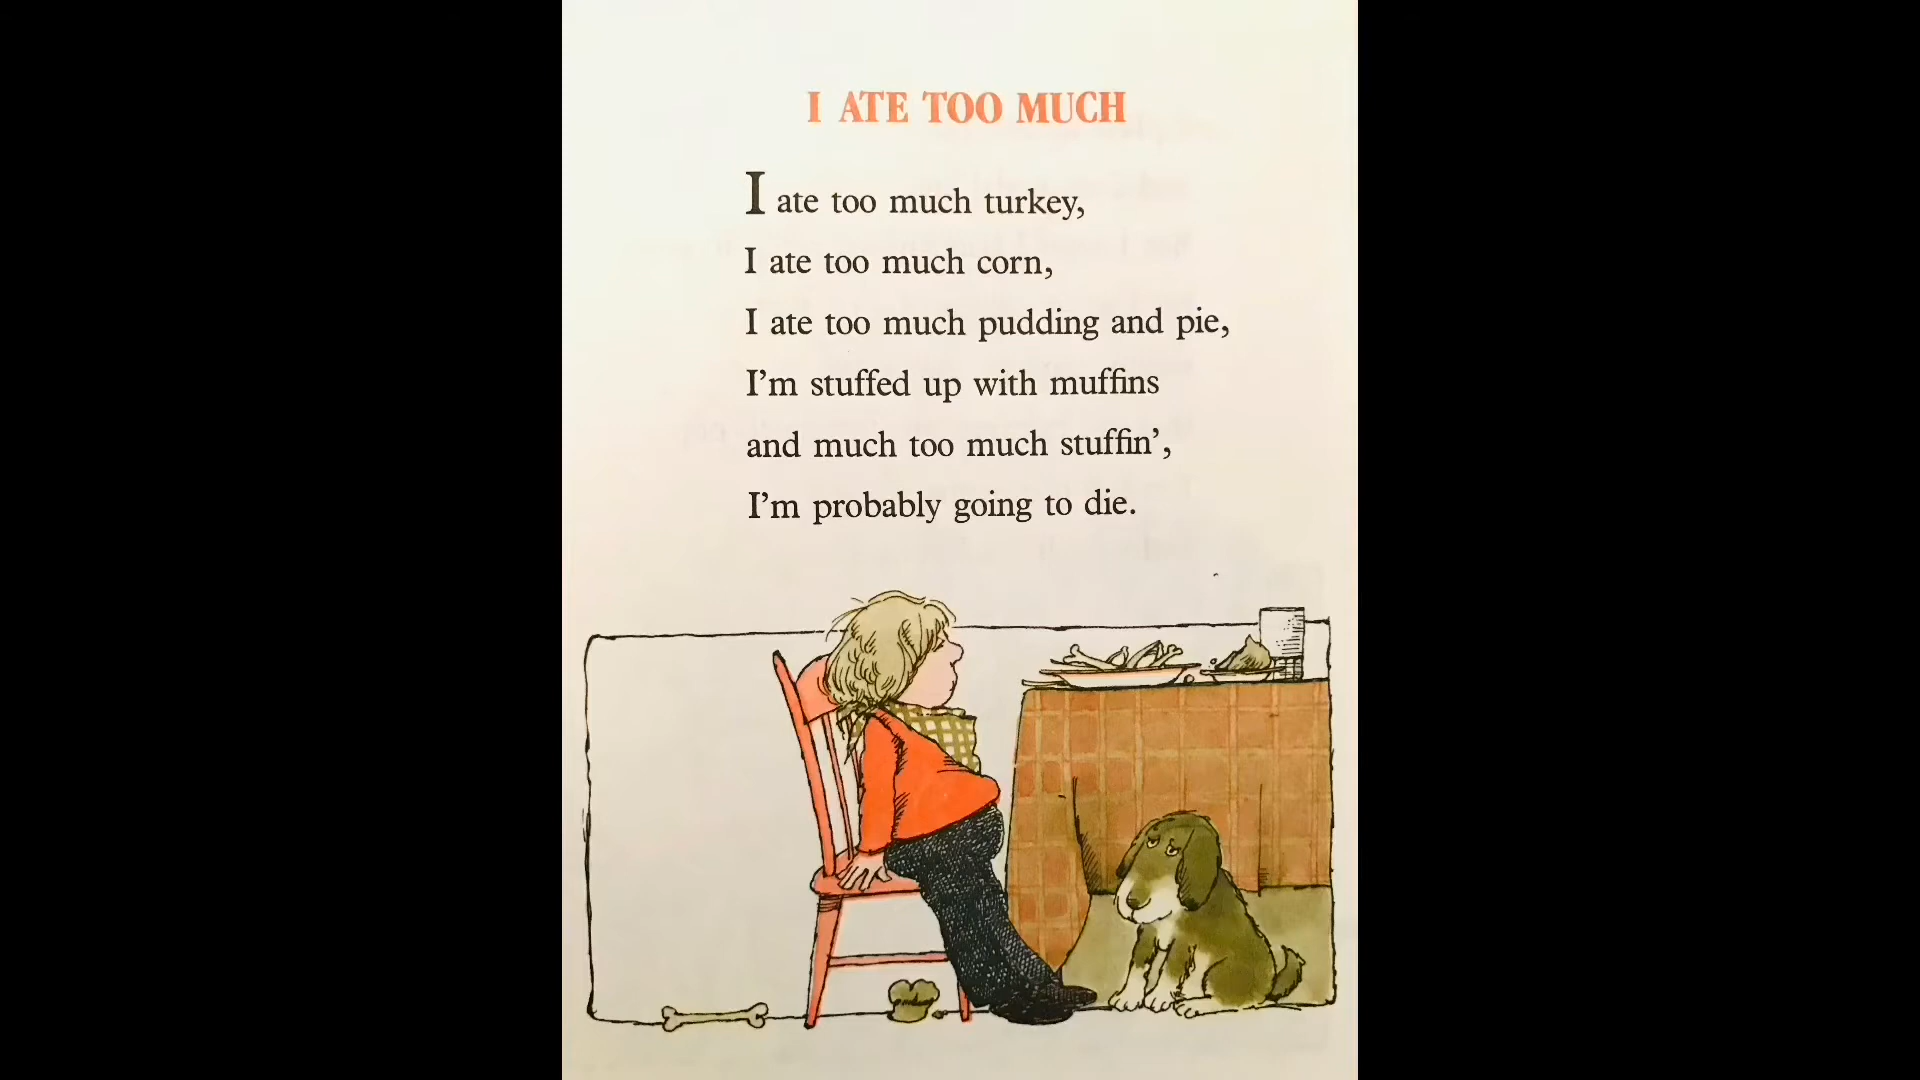 I ATE TOO MUCH
I ate too much turkey,
I ate too much corn,
I ate too much pudding and pie,
I’m stuffed up with muffins
and much too much stuffin’,
I’m probably going to die.